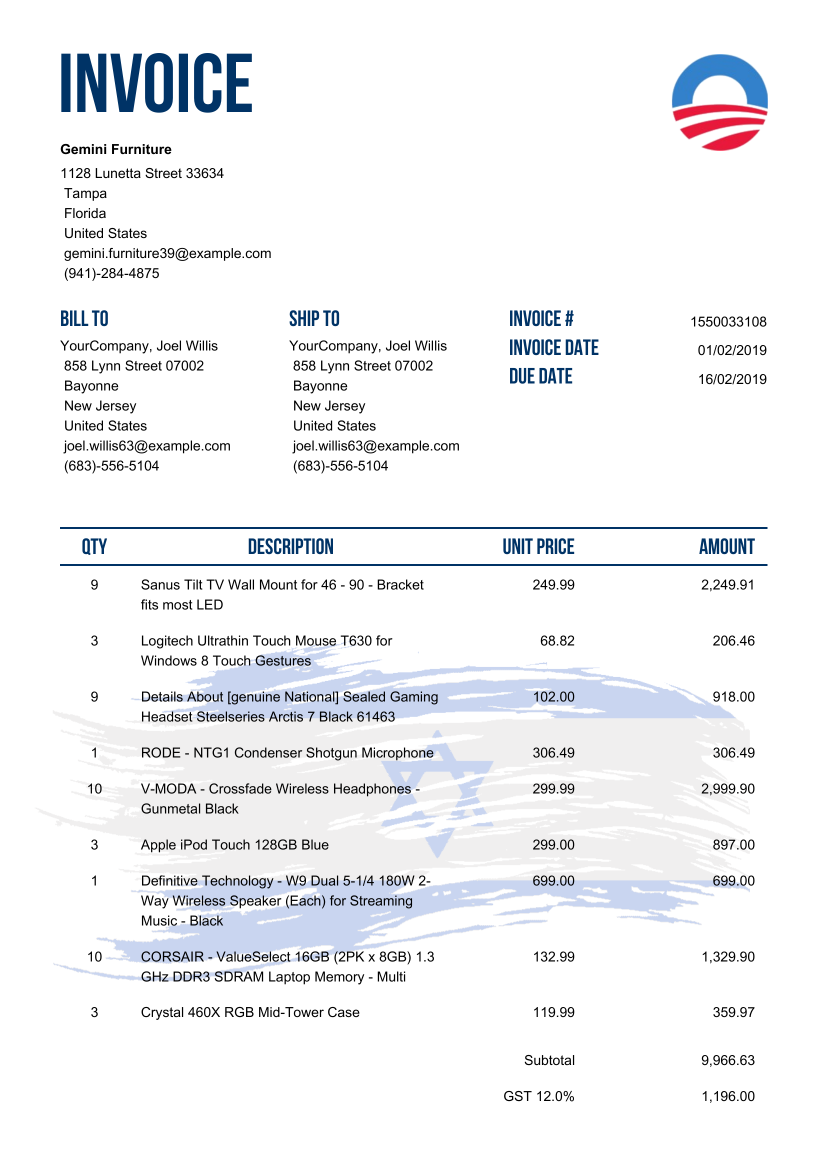 INVOICE
Gemini Furniture
1128 Lunetta Street 33634
Tampa
Florida
United States
gemini.furniture39@example.com
(941)-284-4875
BILL TO
YourCompany, Joel Willis
858 Lynn Street 07002
Bayonne
New Jersey
United States
joel.willis63@example.com
(683)-556-5104
SHIP TO
YourCompany, Joel Willis
858 Lynn Street 07002
Bayonne
New Jersey
United States
joel.willis63@example.com
(683)-556-5104
INVOICE # 1550033108
INVOICE DATE 01/02/2019
DUE DATE 16/02/2019
QTY DESCRIPTION UNIT PRICE AMOUNT
9 Sanus Tilt TV Wall Mount for 46 - 90 - Bracket 249.99 2,249.91
fits most LED
3 Logitech Ultrathin Touch Mouse T630 for 68.82 206.46
Windows 8 Touch Gestures
9 Details About [genuine National] Sealed Gaming 102.00 918.00
Headset Steelseries Arctis 7 Black 61463
1 RODE - NTG1 Condenser Shotgun Microphone 306.49 306.49
10 V-MODA - Crossfade Wireless Headphones - 299.99 2,999.90
Gunmetal Black
3 Apple iPod Touch 128GB Blue 299.00 897.00
1 Definitive Technology - W9 Dual 5-1/4 180W 2- 699.00 699.00
Way Wireless Speaker (Each) for Streaming
Music - Black
10 CORSAIR - ValueSelect 16GB (2PK x 8GB) 1.3 132.99 1,329.90
GHz DDR3 SDRAM Laptop Memory - Multi
3 Crystal 460X RGB Mid-Tower Case 119.99 359.97
Subtotal 9,966.63
GST 12.0% 1,196.00